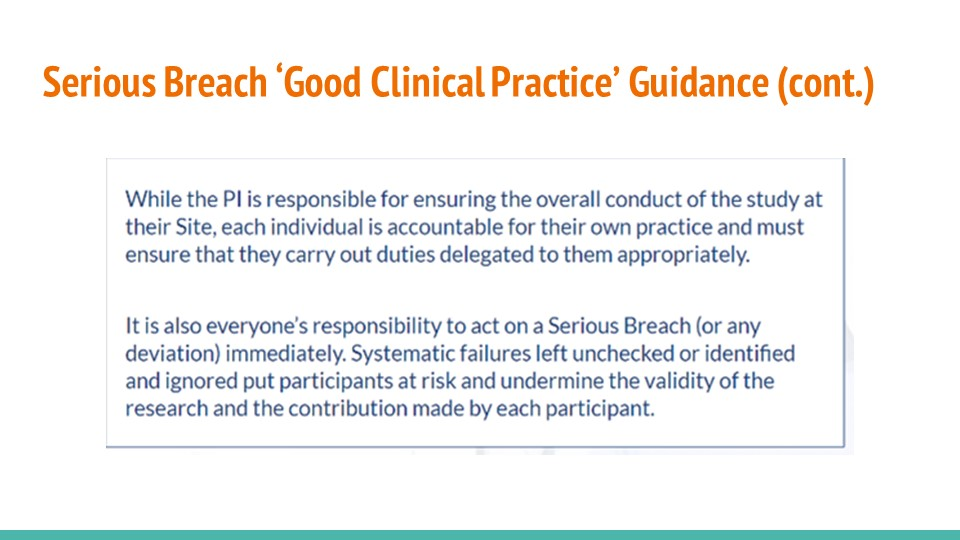 Serious Breach ‘Good Clinical Practice’ Guidance (cont.)
While the PI is responsible for ensuring the overall conduct of the study at
their Site, each individual is accountable for their own practice and must
ensure that they carry out duties delegated to them appropriately.
It is also everyone's responsibility to act on a Serious Breach (or any
deviation) immediately. Systematic failures left unchecked or identified
and ignored put participants at risk and undermine the validity of the
research and the contribution made by each participant.